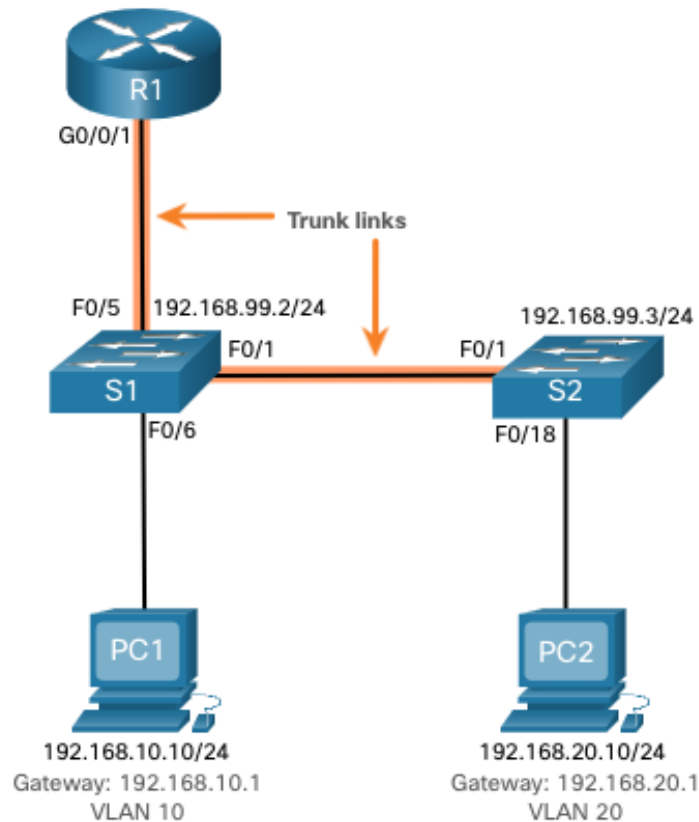 R1
G0/0/1
Trunk links
F0/5
192.168.99.2/24
192.168.99.3/24
F0/1
F0/1
S1
S2
F0/6
F0/18
PC1
PC2
192.168.10.10/24
Gateway: 192.168.10.1
VLAN 10
192.168.20.10/24
Gateway: 192.168.20.1
VLAN 20